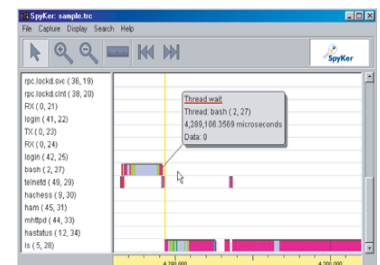 SpyKer: sample.trc
File Capture Display Search Help
SpyKer
rpc.lockd.svc ( 36, 19)
rpc.lockd.clnt ( 38, 20)
RX ( 0, 21)
login ( 41, 22)
TX ( 0, 23)
RX ( 0, 24)
login ( 42, 25)
bash ( 2, 27)
telnetd ( 49, 29)
hachess ( 9, 30)
ham ( 45, 31)
mhttpd ( 44, 33)
hastatus ( 12, 34)
ls ( 5, 28)
Thread wait
Thread: bash ( 2, 27)
4,289,106.3569 microseconds
Data: 0